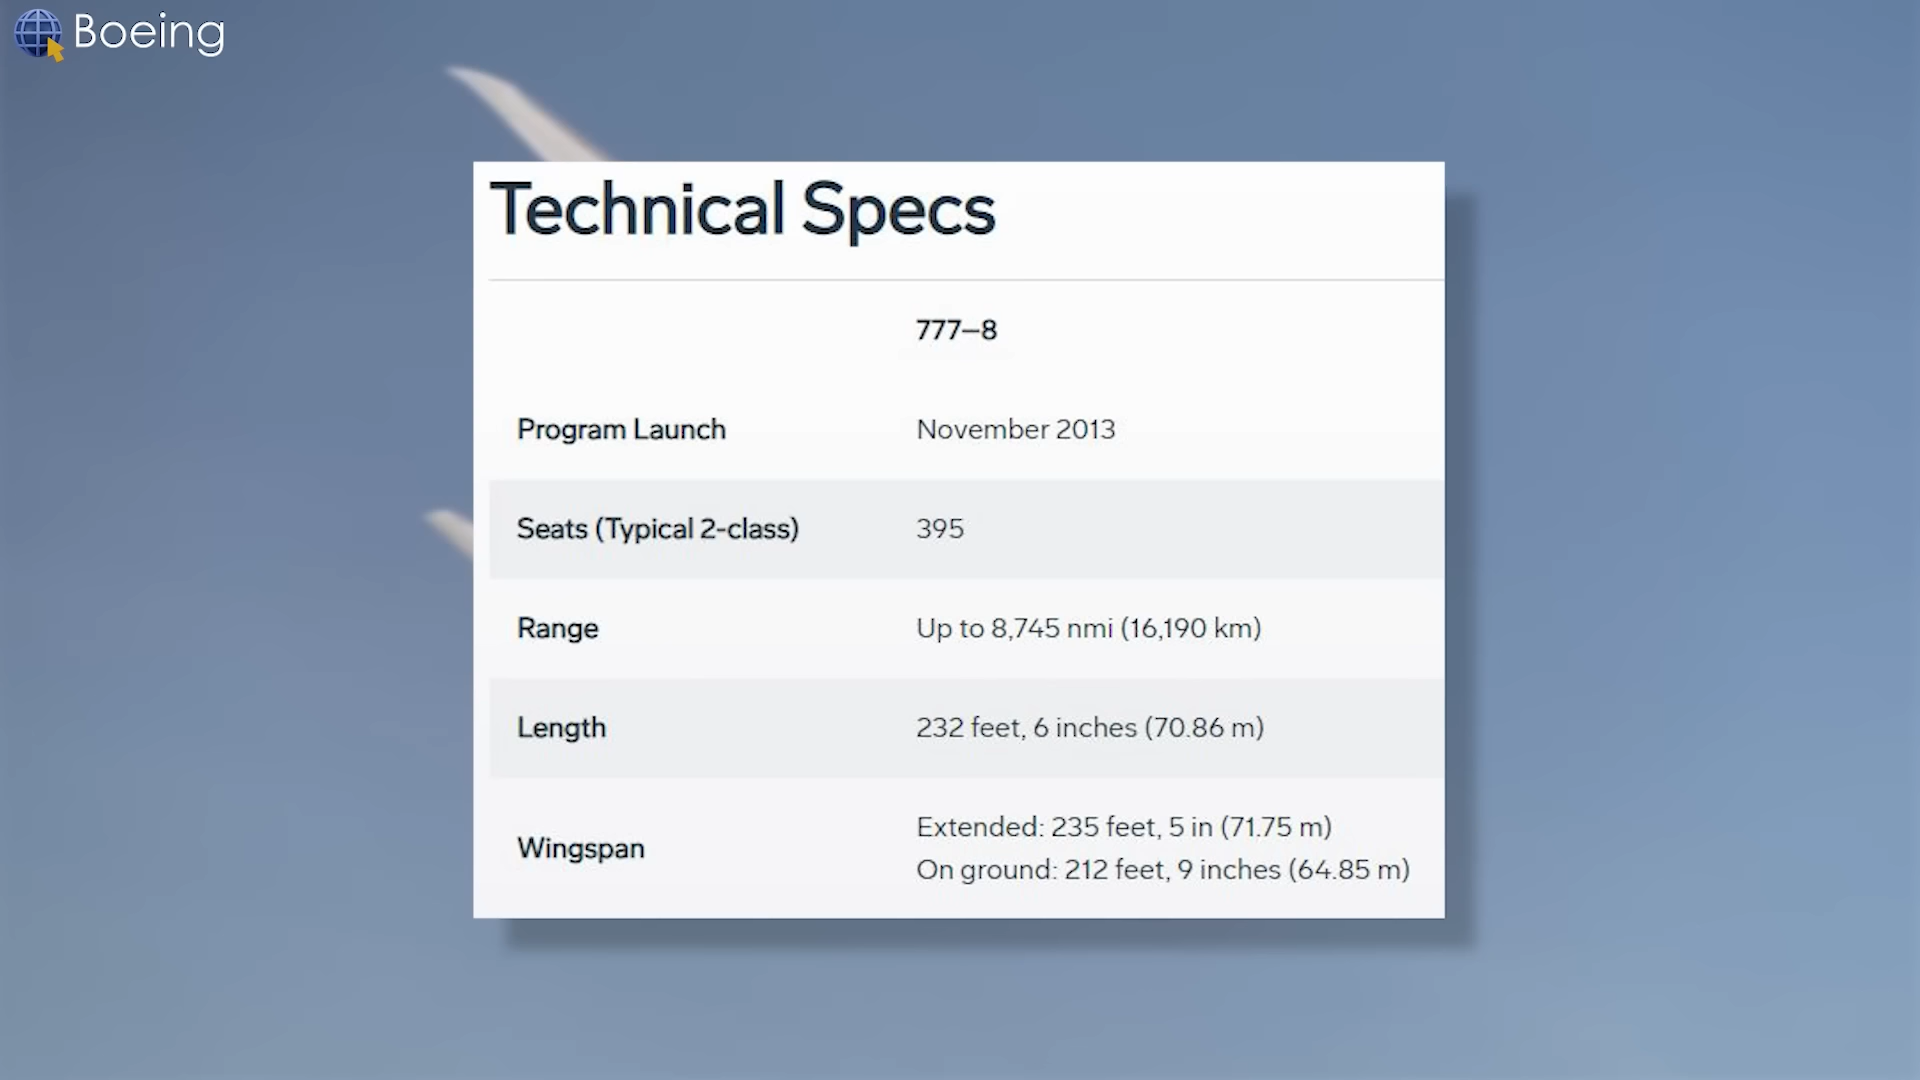 Boeing
Technical Specs
777–8
Program Launch November 2013
Seats (Typical 2-class) 395
Range Up to 8,745 nmi (16,190 km)
Length 232 feet, 6 inches (70.86 m)
Wingspan Extended: 235 feet, 5 in (71.75 m)
On ground: 212 feet, 9 inches (64.85 m)